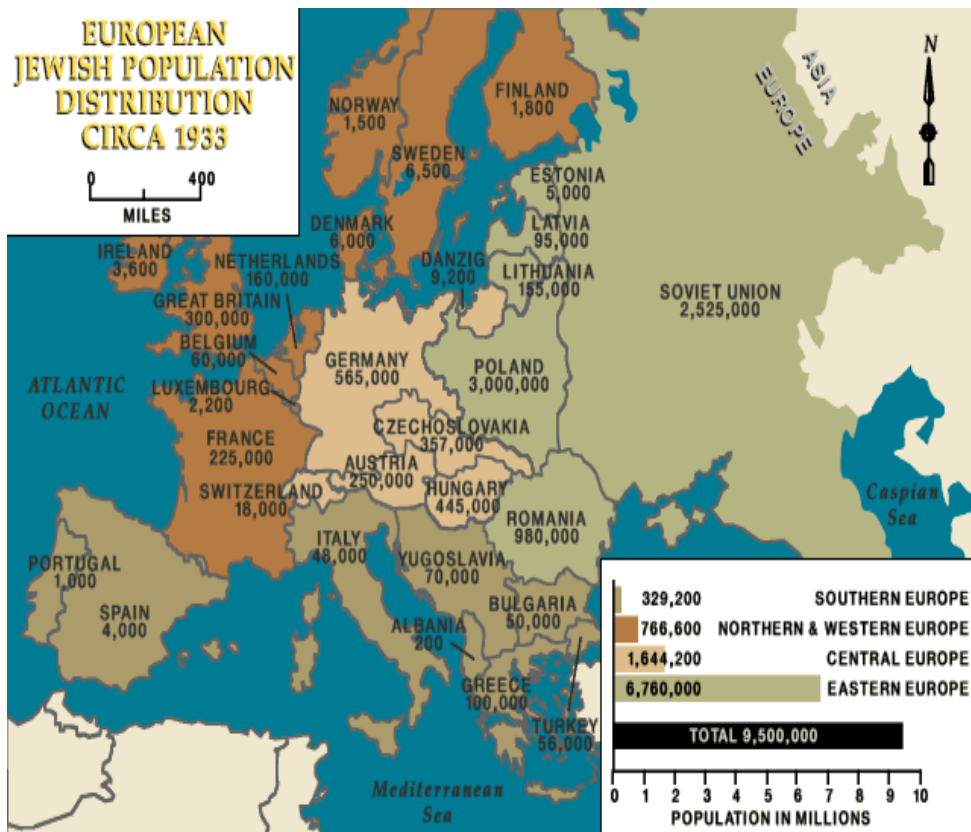 EUROPEAN
JEWISH POPULATION
DISTRIBUTION
CIRCA 1933
0 400
MILES
N
ASIA
EUROPE
NORWAY
1,500
FINLAND
1,800
SWEDEN
6,500
ESTONIA
5,000
LATVIA
95,000
LITHUANIA
155,000
DENMARK
6,000
DANZIG
9,200
IRELAND
3,600
NETHERLANDS
160,000
GREAT BRITAIN
300,000
BELGIUM
60,000
LUXEMBOURG
2,200
GERMANY
565,000
POLAND
3,000,000
SOVIET UNION
2,525,000
ATLANTIC
OCEAN
FRANCE
225,000
CZECHOSLOVAKIA
357,000
AUSTRIA
250,000
SWITZERLAND
18,000
HUNGARY
445,000
ROMANIA
980,000
Caspian
Sea
ITALY
48,000
YUGOSLAVIA
70,000
PORTUGAL
1,000
SPAIN
4,000
BULGARIA
50,000
ALBANIA
200
GREECE
100,000
TURKEY
56,000
Mediterranean
Sea
329,200 SOUTHERN EUROPE
766,600 NORTHERN & WESTERN EUROPE
1,644,200 CENTRAL EUROPE
6,760,000 EASTERN EUROPE
TOTAL 9,500,000
0 1 2 3 4 5 6 7 8 9 10
POPULATION IN MILLIONS